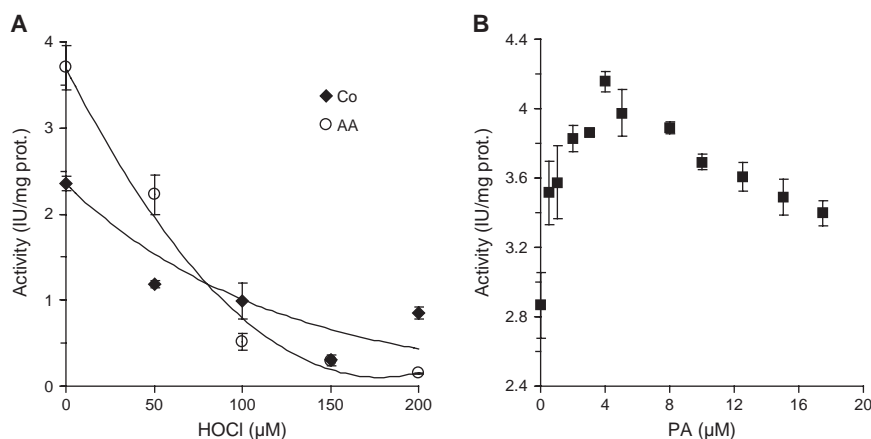 A
Activity (IU/mg prot.)
4
3
2
1
0
0 50 100 150 200
HOCl (μM)
Co
AA
B
Activity (IU/mg prot.)
4.4
4
3.6
3.2
2.8
2.4
0 4 8 12 16 20
PA (μM)